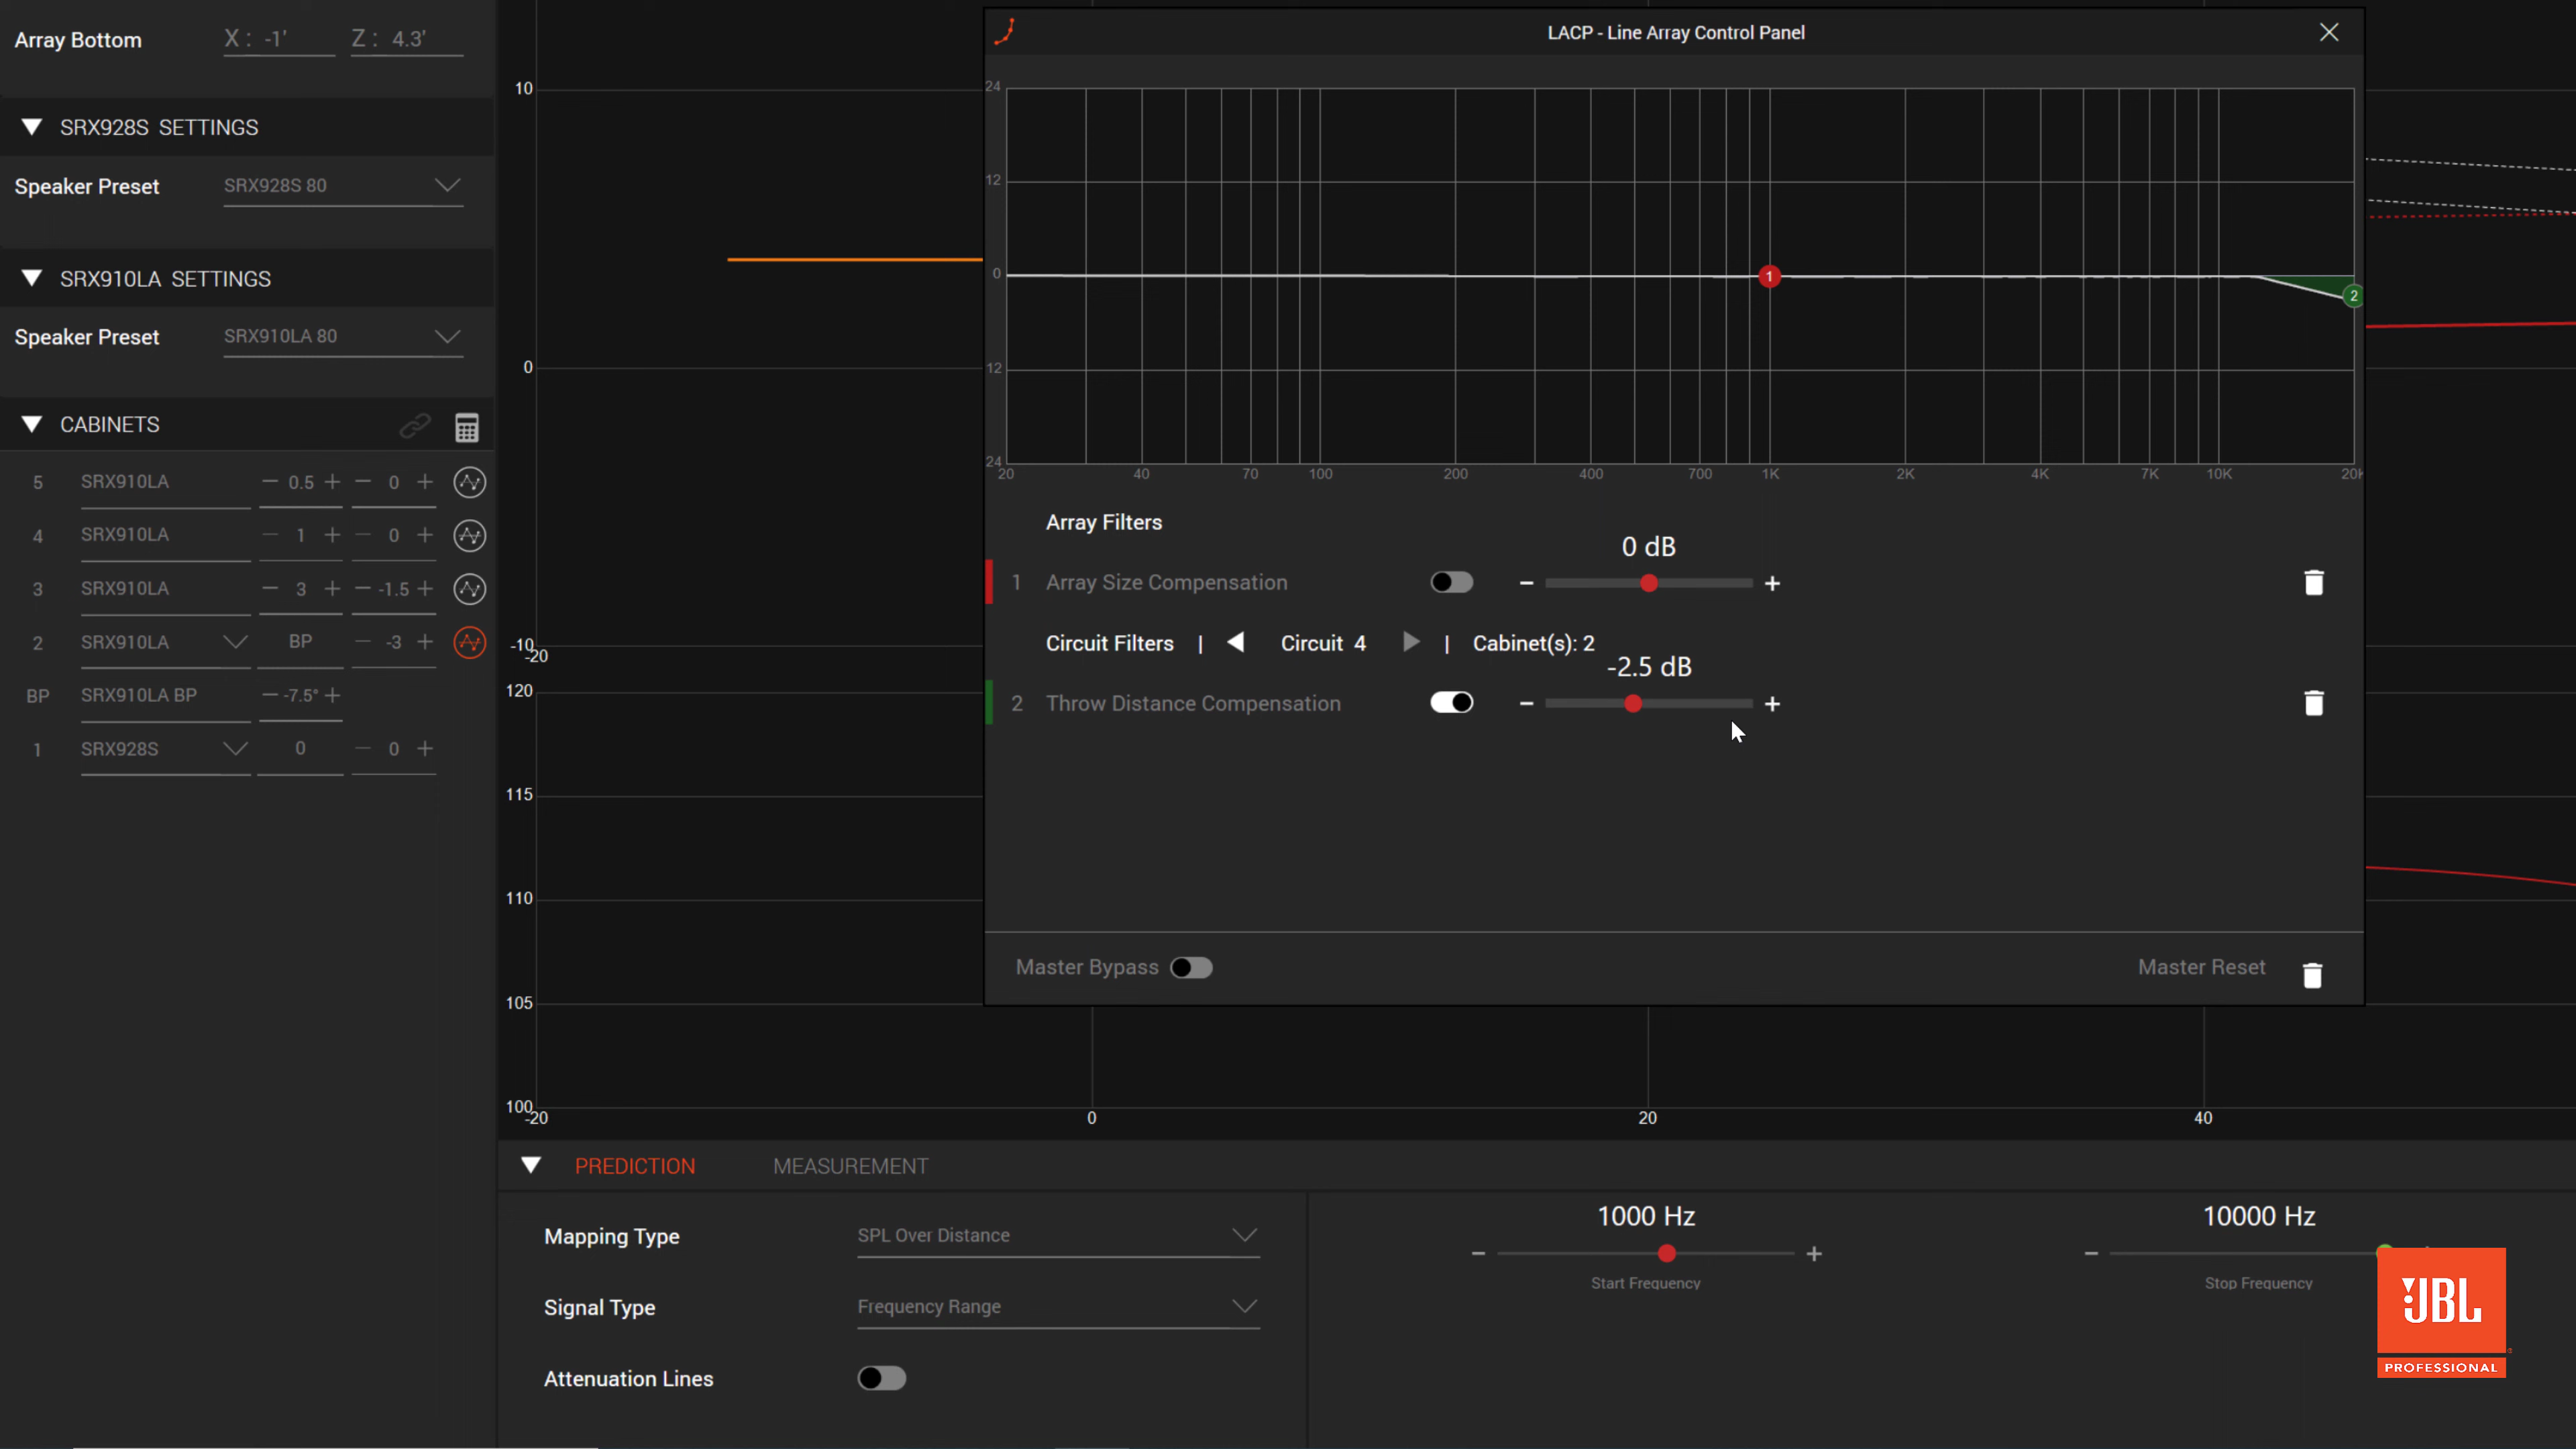 Array Bottom X : -1' Z : 4.3'
SRX928S SETTINGS
Speaker Preset SRX928S 80
SRX910LA SETTINGS
Speaker Preset SRX910LA 80
CABINETS
5 SRX910LA − 0.5 + − 0 +
4 SRX910LA − 1 + − 0 +
3 SRX910LA − 3 + − -1.5 +
2 SRX910LA BP − -3 +
BP SRX910LA BP − -7.5° +
1 SRX928S 0 − 0 +
10
0
-10
-20
120
115
110
105
100
-20 0 20 40
LACP - Line Array Control Panel
24
12
0
12
24
20 40 70 100 200 400 700 1K 2K 4K 7K 10K 20K
1
2
Array Filters
0 dB
1 Array Size Compensation − +
Circuit Filters | Circuit 4 | Cabinet(s): 2
-2.5 dB
2 Throw Distance Compensation − +
Master Bypass Master Reset
PREDICTION MEASUREMENT
Mapping Type SPL Over Distance
Signal Type Frequency Range
Attenuation Lines
1000 Hz
− +
Start Frequency
10000 Hz
−
Stop Frequency
JBL
PROFESSIONAL